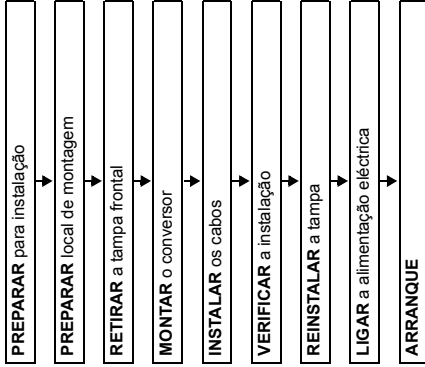 PREPARAR para instalação
PREPARAR local de montagem
RETIRAR a tampa frontal
MONTAR o conversor
INSTALAR os cabos
VERIFICAR a instalação
REINSTALAR a tampa
LIGAR a alimentação eléctrica
ARRANQUE